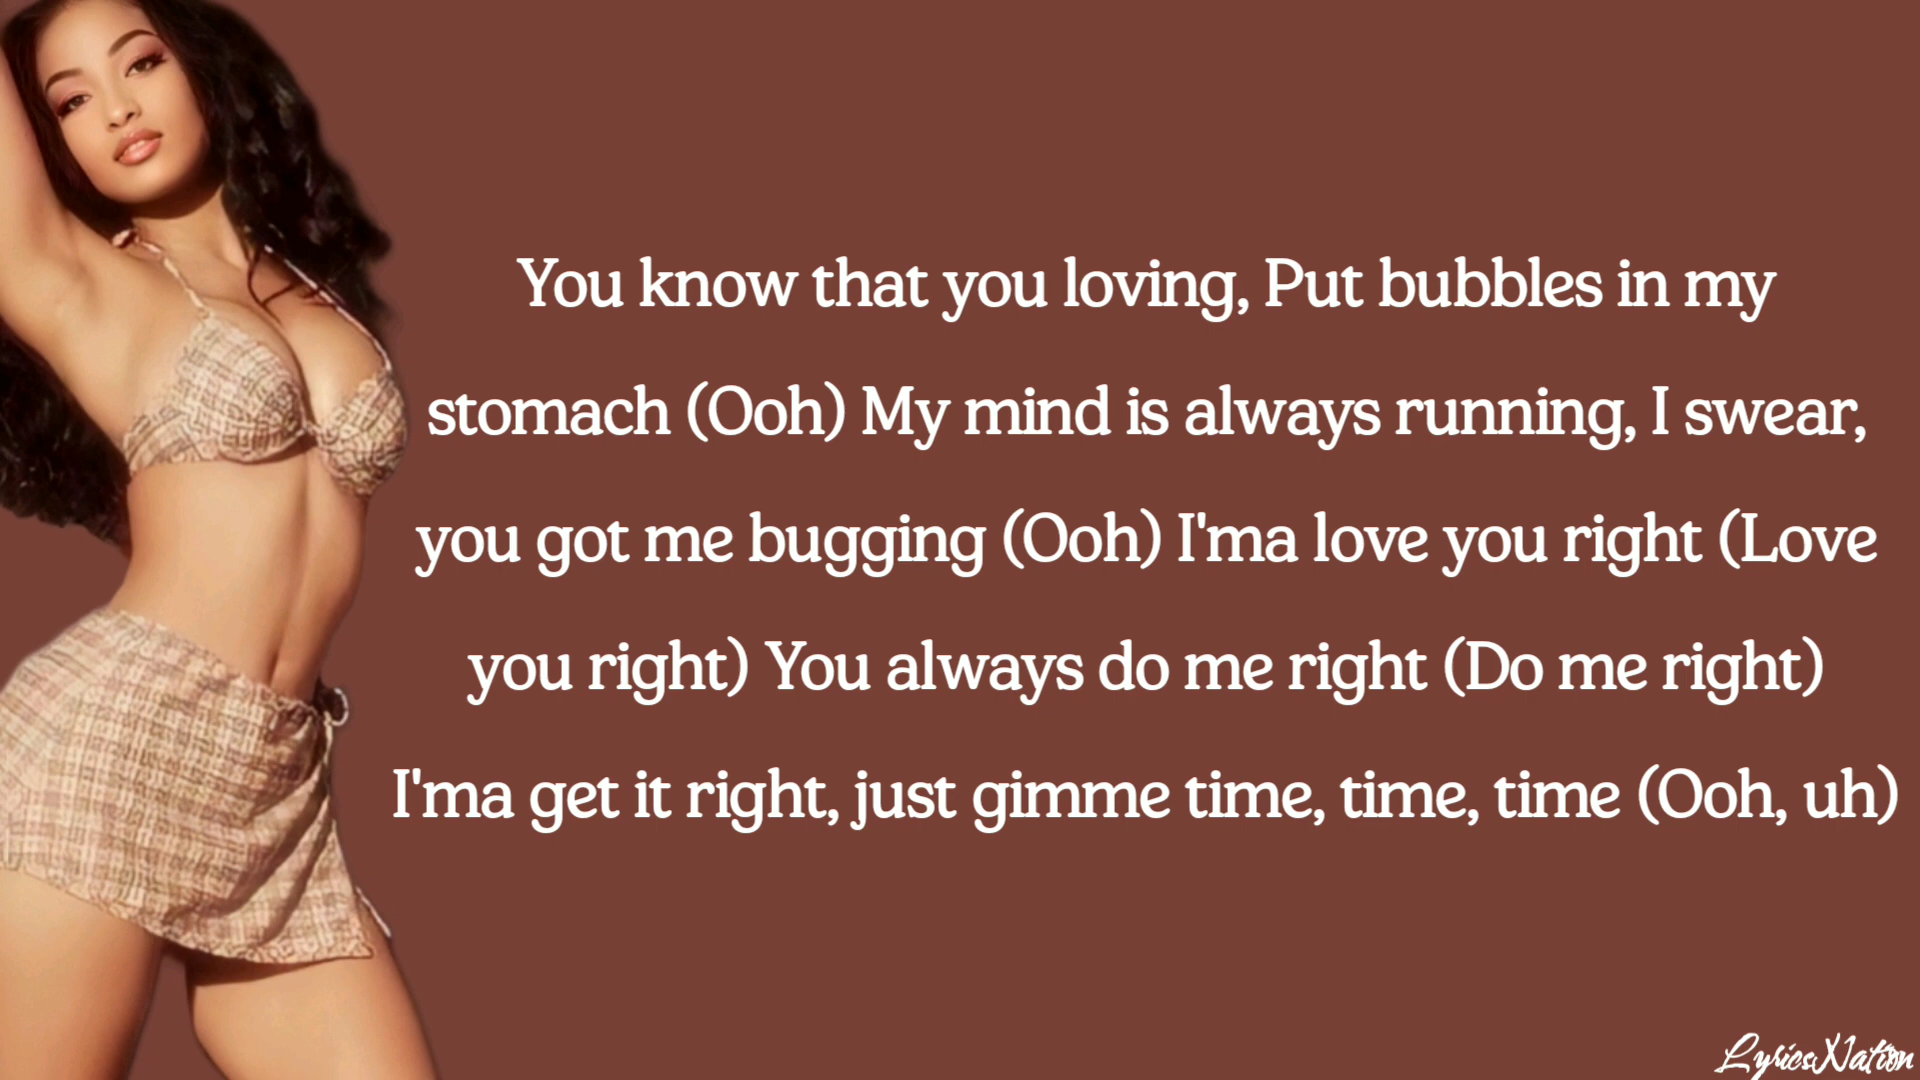 You know that you loving, Put bubbles in my
stomach (Ooh) My mind is always running, I swear,
you got me bugging (Ooh) I'ma love you right (Love
you right) You always do me right (Do me right)
I'ma get it right, just gimme time, time, time (Ooh, uh)
LyricsNation